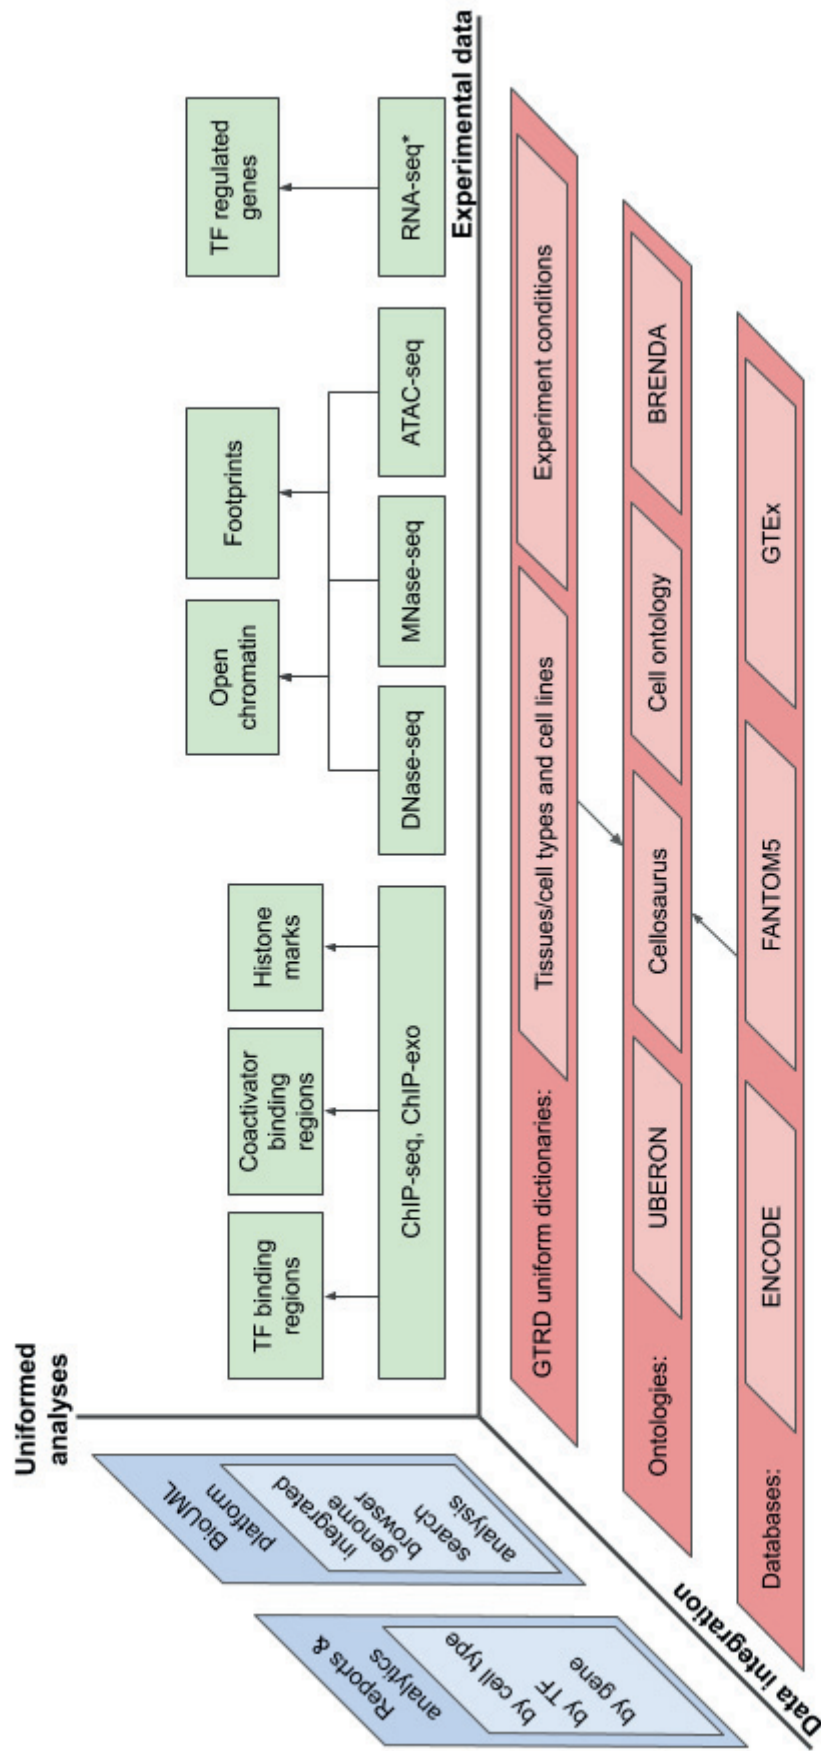 Uniformed
analyses
TF binding
regions
Coactivator
binding
regions
Histone
marks
Open
chromatin
Footprints
TF regulated
genes
ChIP-seq, ChIP-exo
DNase-seq
MNase-seq
ATAC-seq
RNA-seq*
Experimental data
BioUML
platform
integrated
genome
browser
search
analysis
Reports &
analytics
by cell type
by TF
by gene
Data integration
GTRD uniform dictionaries:
Tissues/cell types and cell lines
Experiment conditions
Ontologies:
UBERON
Cellosaurus
Cell ontology
BRENDA
Databases:
ENCODE
FANTOM5
GTEx